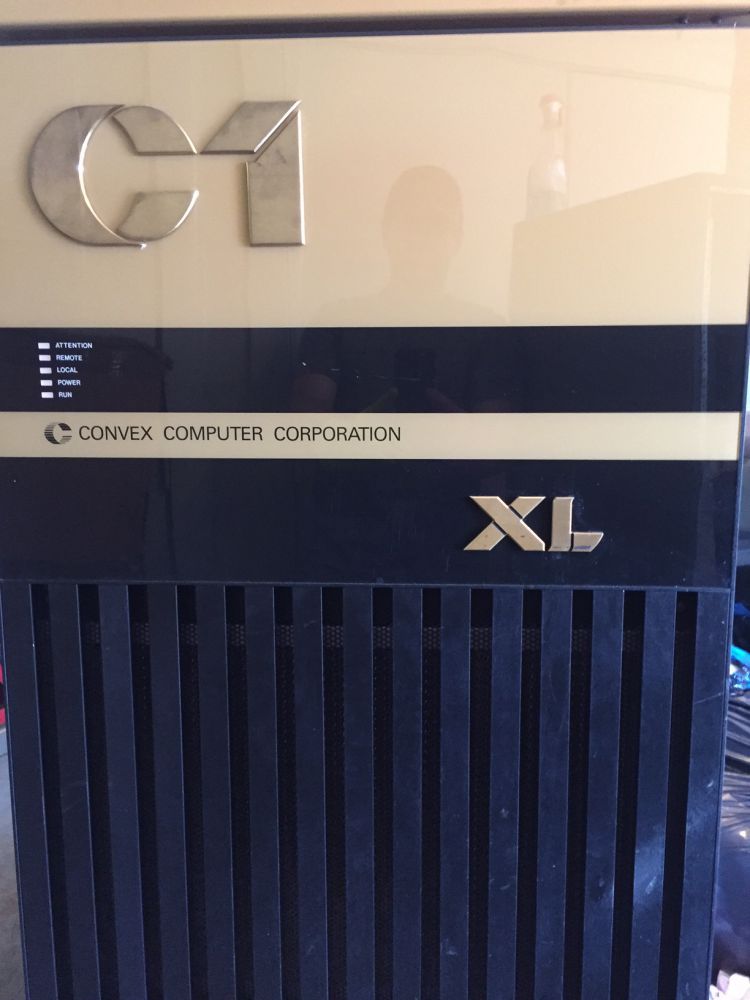 C1
ATTENTION
REMOTE
LOCAL
POWER
RUN
CONVEX COMPUTER CORPORATION
XL